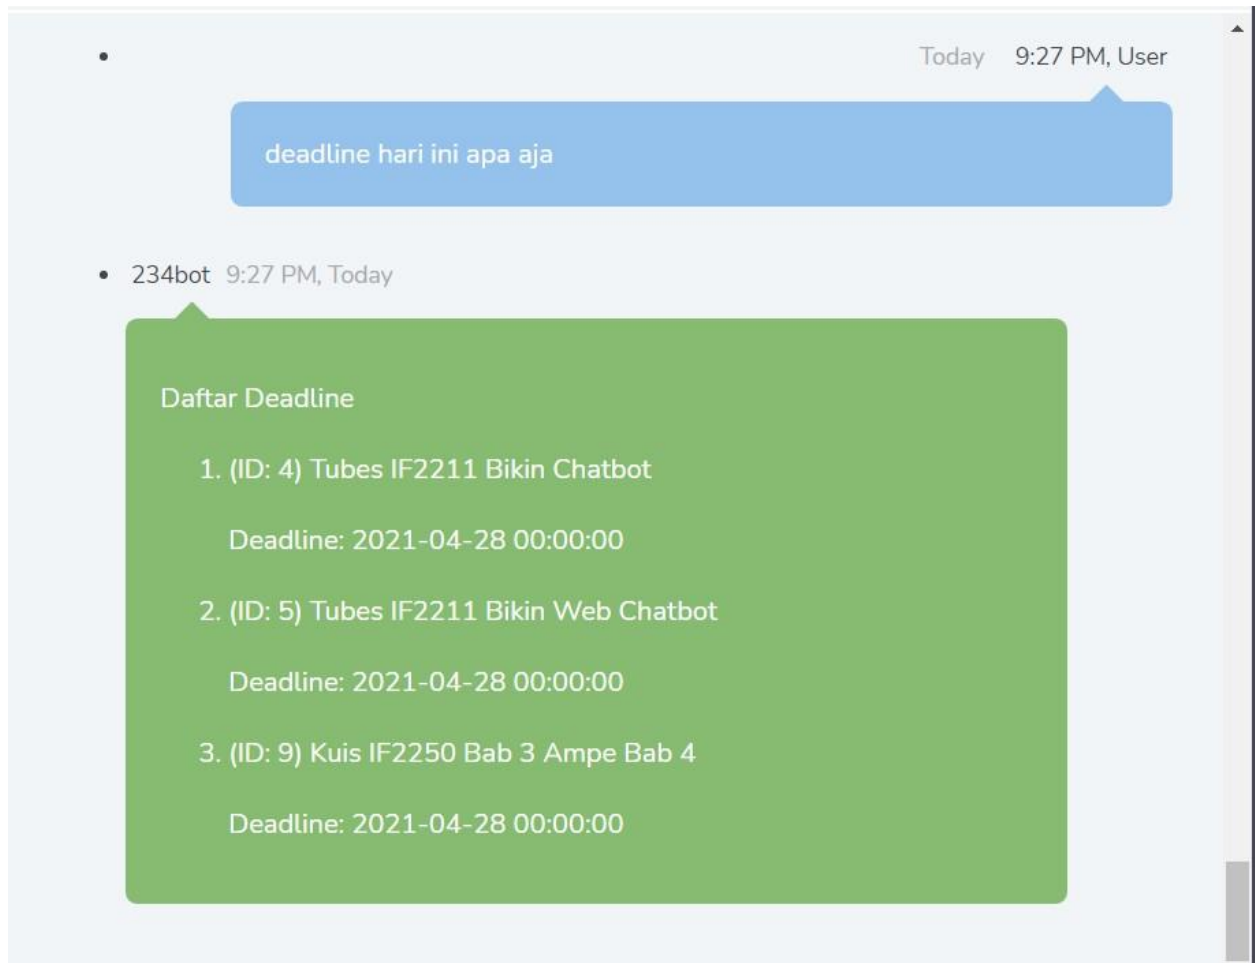 Today 9:27 PM, User
deadline hari ini apa aja
234bot 9:27 PM, Today
Daftar Deadline
1. (ID: 4) Tubes IF2211 Bikin Chatbot
Deadline: 2021-04-28 00:00:00
2. (ID: 5) Tubes IF2211 Bikin Web Chatbot
Deadline: 2021-04-28 00:00:00
3. (ID: 9) Kuis IF2250 Bab 3 Ampe Bab 4
Deadline: 2021-04-28 00:00:00